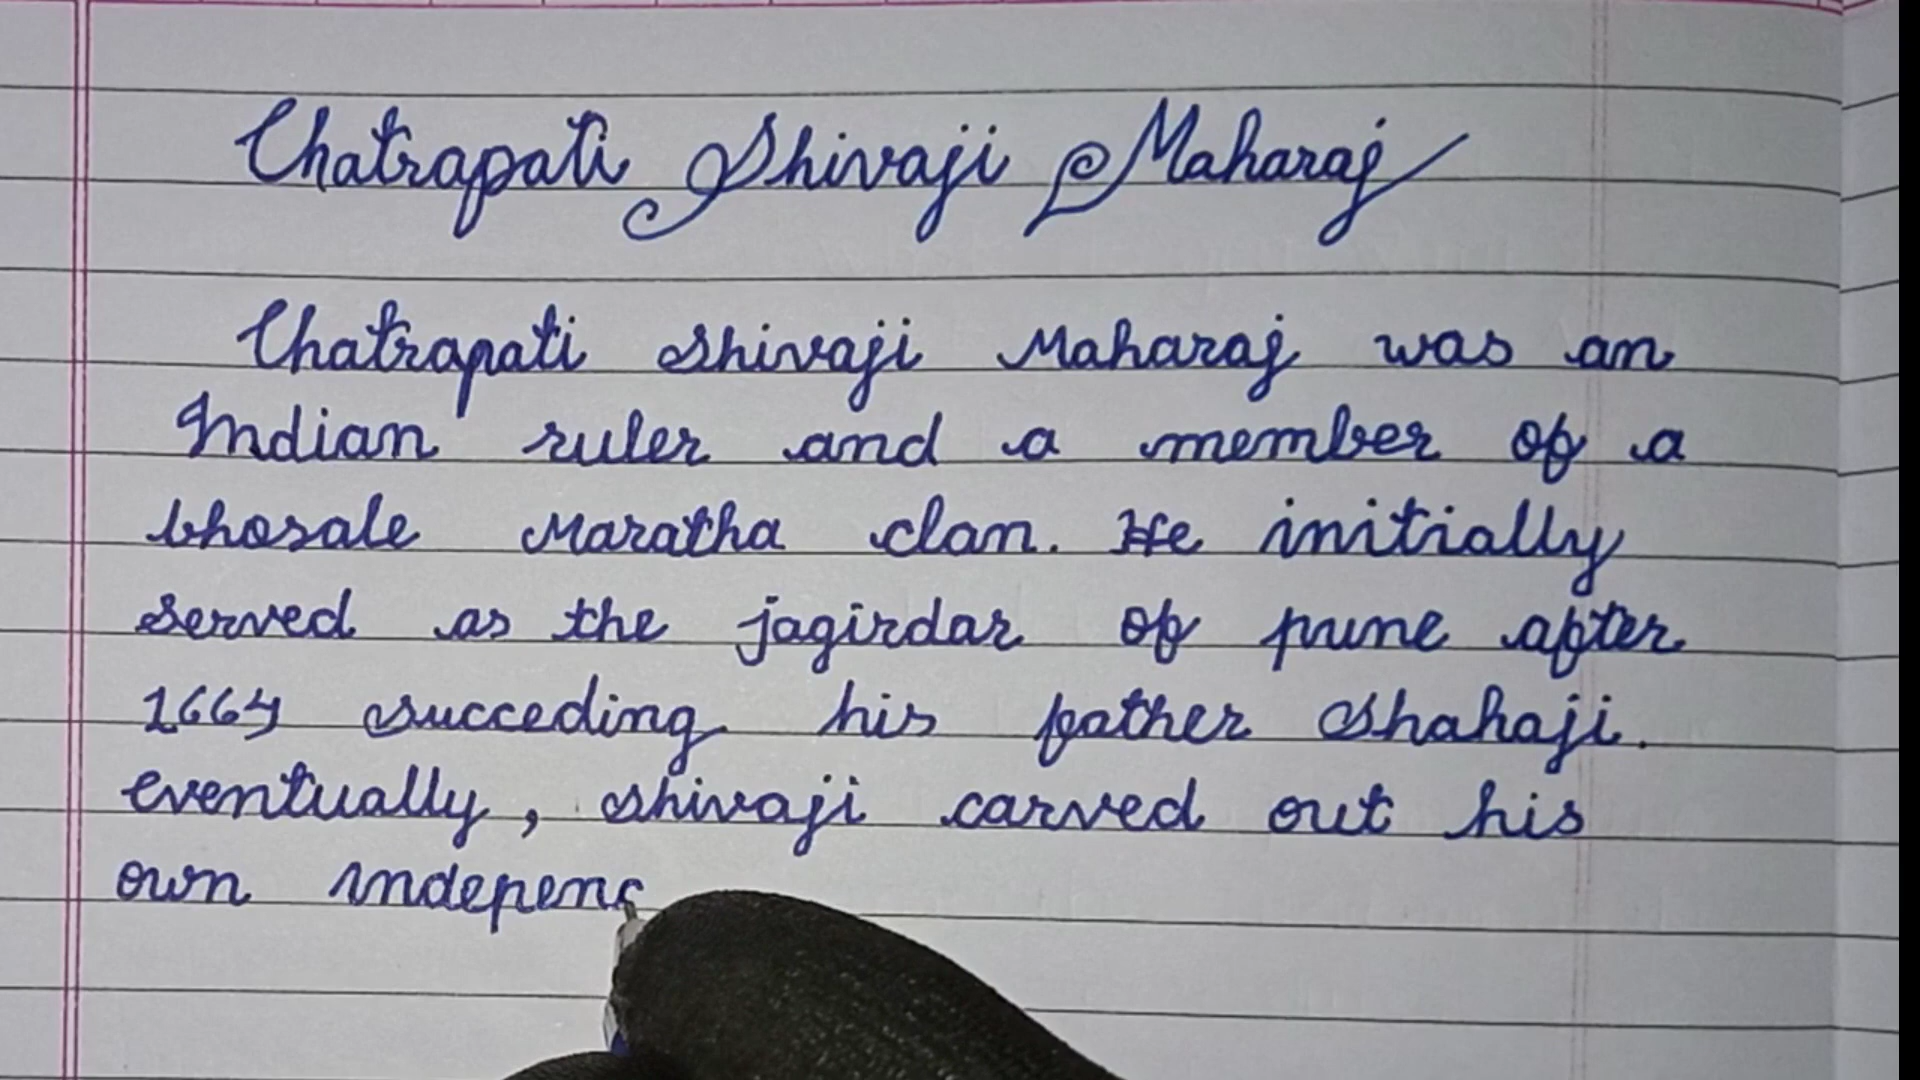 Chatrapati Shivaji Maharaj
Chatrapati Shivaji Maharaj was an
Indian ruler and a member of a
bhosale Maratha clan. He initially
served as the jagirdar of pune after
1664 succeding his father Shahaji.
eventually, shivaji carved out his
own indepenc